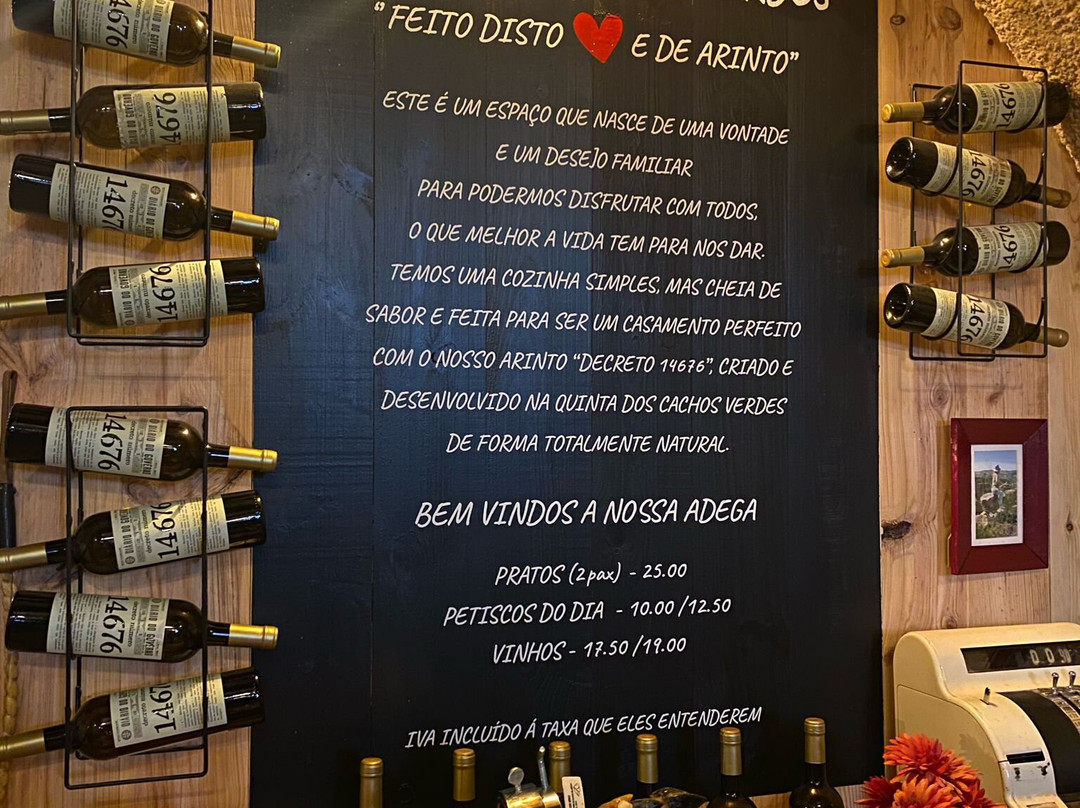 "FEITO DISTO ❤ E DE ARINTO"
ESTE É UM ESPAÇO QUE NASCE DE UMA VONTADE
E UM DESEJO FAMILIAR
PARA PODERMOS DISFRUTAR COM TODOS,
O QUE MELHOR A VIDA TEM PARA NOS DAR.
TEMOS UMA COZINHA SIMPLES, MAS CHEIA DE
SABOR E FEITA PARA SER UM CASAMENTO PERFEITO
COM O NOSSO ARINTO "DECRETO 14676", CRIADO E
DESENVOLVIDO NA QUINTA DOS CACHOS VERDES
DE FORMA TOTALMENTE NATURAL.
BEM VINDOS A NOSSA ADEGA
PRATOS (2pax) - 25.00
PETISCOS DO DIA - 10.00 /12.50
VINHOS - 17.50 /19.00
IVA INCLUÍDO Á TAXA QUE ELES ENTENDEREM
14676
14676
14676
14676
14676
14676
14676
14676
14676
14676
14676